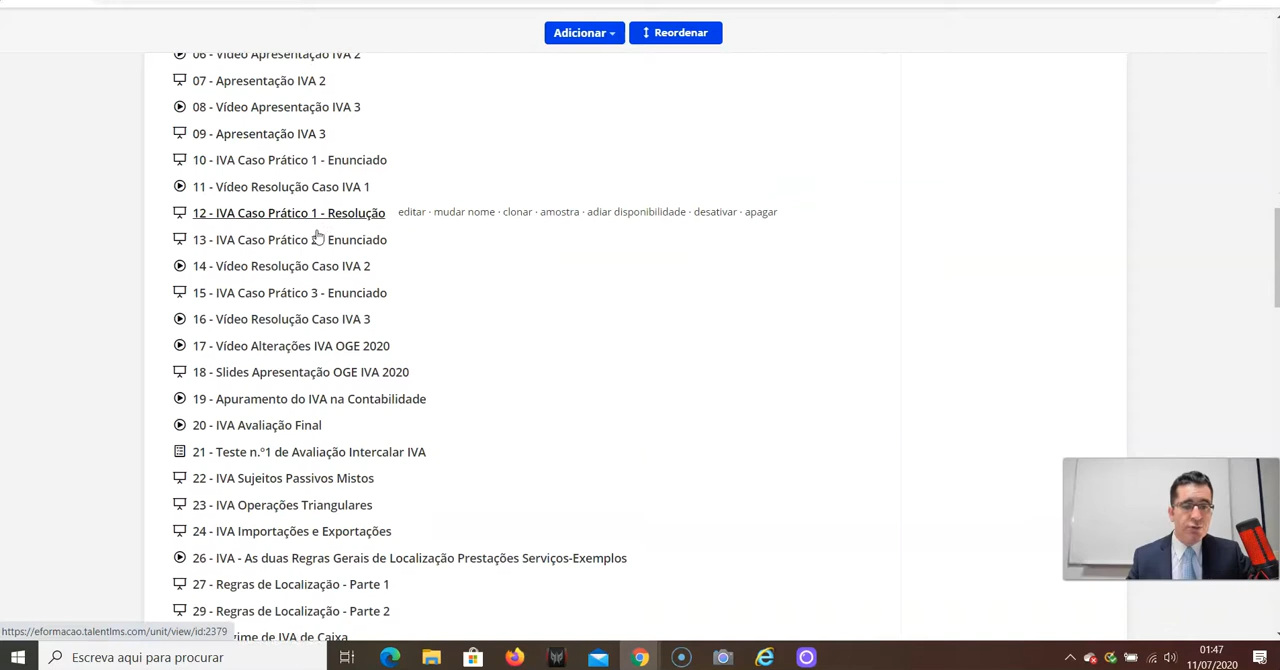 Adicionar
Reordenar
06 - Vídeo Apresentação IVA 2
07 - Apresentação IVA 2
08 - Vídeo Apresentação IVA 3
09 - Apresentação IVA 3
10 - IVA Caso Prático 1 - Enunciado
11 - Vídeo Resolução Caso IVA 1
12 - IVA Caso Prático 1 - Resolução editar · mudar nome · clonar · amostra · adiar disponibilidade · desativar · apagar
13 - IVA Caso Prático 2 - Enunciado
14 - Vídeo Resolução Caso IVA 2
15 - IVA Caso Prático 3 - Enunciado
16 - Vídeo Resolução Caso IVA 3
17 - Vídeo Alterações IVA OGE 2020
18 - Slides Apresentação OGE IVA 2020
19 - Apuramento do IVA na Contabilidade
20 - IVA Avaliação Final
21 - Teste n.º1 de Avaliação Intercalar IVA
22 - IVA Sujeitos Passivos Mistos
23 - IVA Operações Triangulares
24 - IVA Importações e Exportações
26 - IVA - As duas Regras Gerais de Localização Prestações Serviços-Exemplos
27 - Regras de Localização - Parte 1
29 - Regras de Localização - Parte 2
gime de IVA de Caixa
https://eformacao.talentlms.com/unit/view/id:2379
Escreva aqui para procurar
01:47
11/07/2020